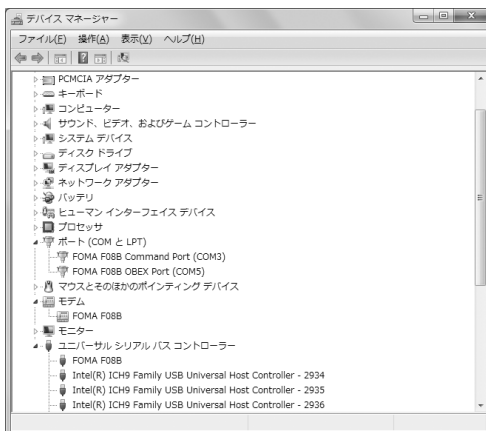 デバイス マネージャー
ファイル(F) 操作(A) 表示(V) ヘルプ(H)
PCMCIA アダプター
キーボード
コンピューター
サウンド、ビデオ、およびゲーム コントローラー
システム デバイス
ディスク ドライブ
ディスプレイ アダプター
ネットワーク アダプター
バッテリ
ヒューマン インターフェイス デバイス
プロセッサ
ポート (COM と LPT)
FOMA F08B Command Port (COM3)
FOMA F08B OBEX Port (COM5)
マウスとそのほかのポインティング デバイス
モデム
FOMA F08B
モニター
ユニバーサル シリアル バス コントローラー
FOMA F08B
Intel(R) ICH9 Family USB Universal Host Controller - 2934
Intel(R) ICH9 Family USB Universal Host Controller - 2935
Intel(R) ICH9 Family USB Universal Host Controller - 2936